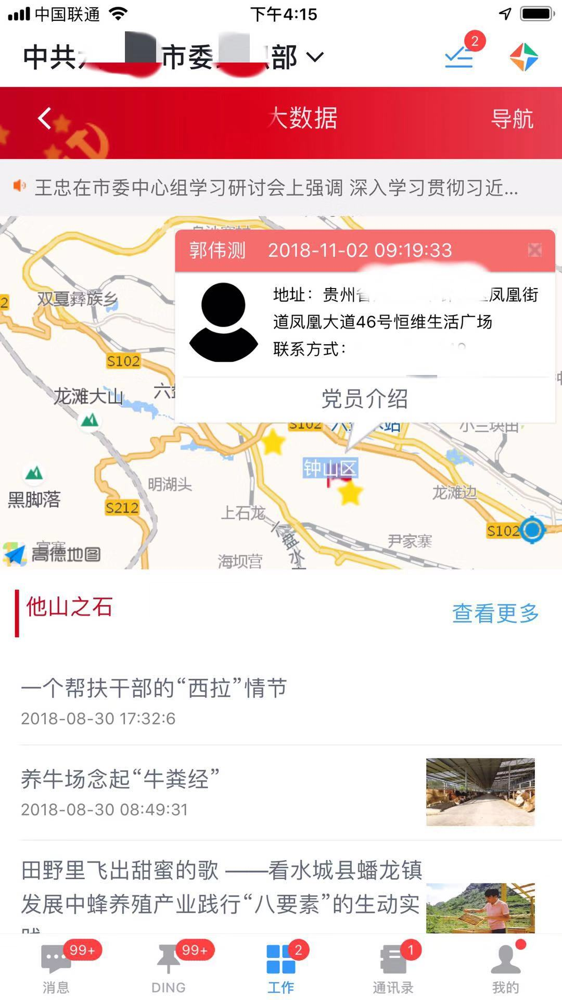 中国联通
下午4:15
中共
市委
部
2
大数据
导航
王忠在市委中心组学习研讨会上强调 深入学习贯彻习近...
郭伟测 2018-11-02 09:19:33
地址：贵州省 凤凰街
道凤凰大道46号恒维生活广场
联系方式：
党员介绍
双戛彝族乡
2
S102
龙滩大山
六
S102
小三块田
钟山区
明湖头
龙滩边
黑脚落
S212
上石龙
S102
尹家寨
六盘水
高德地图
海坝营
他山之石
查看更多
一个帮扶干部的“西拉”情节
2018-08-30 17:32:6
养牛场念起“牛粪经”
2018-08-30 08:49:31
田野里飞出甜蜜的歌 ——看水城县蟠龙镇
发展中蜂养殖产业践行“八要素”的生动实
99+
99+
2
1
消息
DING
工作
通讯录
我的